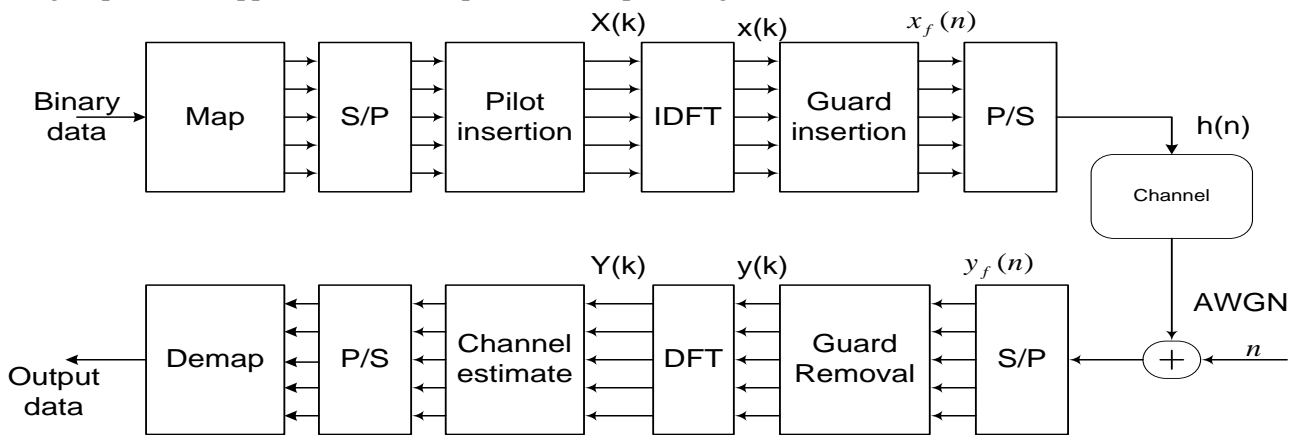 X(k)
x(k)
x_f(n)
Binary
data
Map
S/P
Pilot
insertion
IDFT
Guard
insertion
P/S
h(n)
Channel
Y(k)
y(k)
y_f(n)
AWGN
Output
data
Demap
P/S
Channel
estimate
DFT
Guard
Removal
S/P
+
n